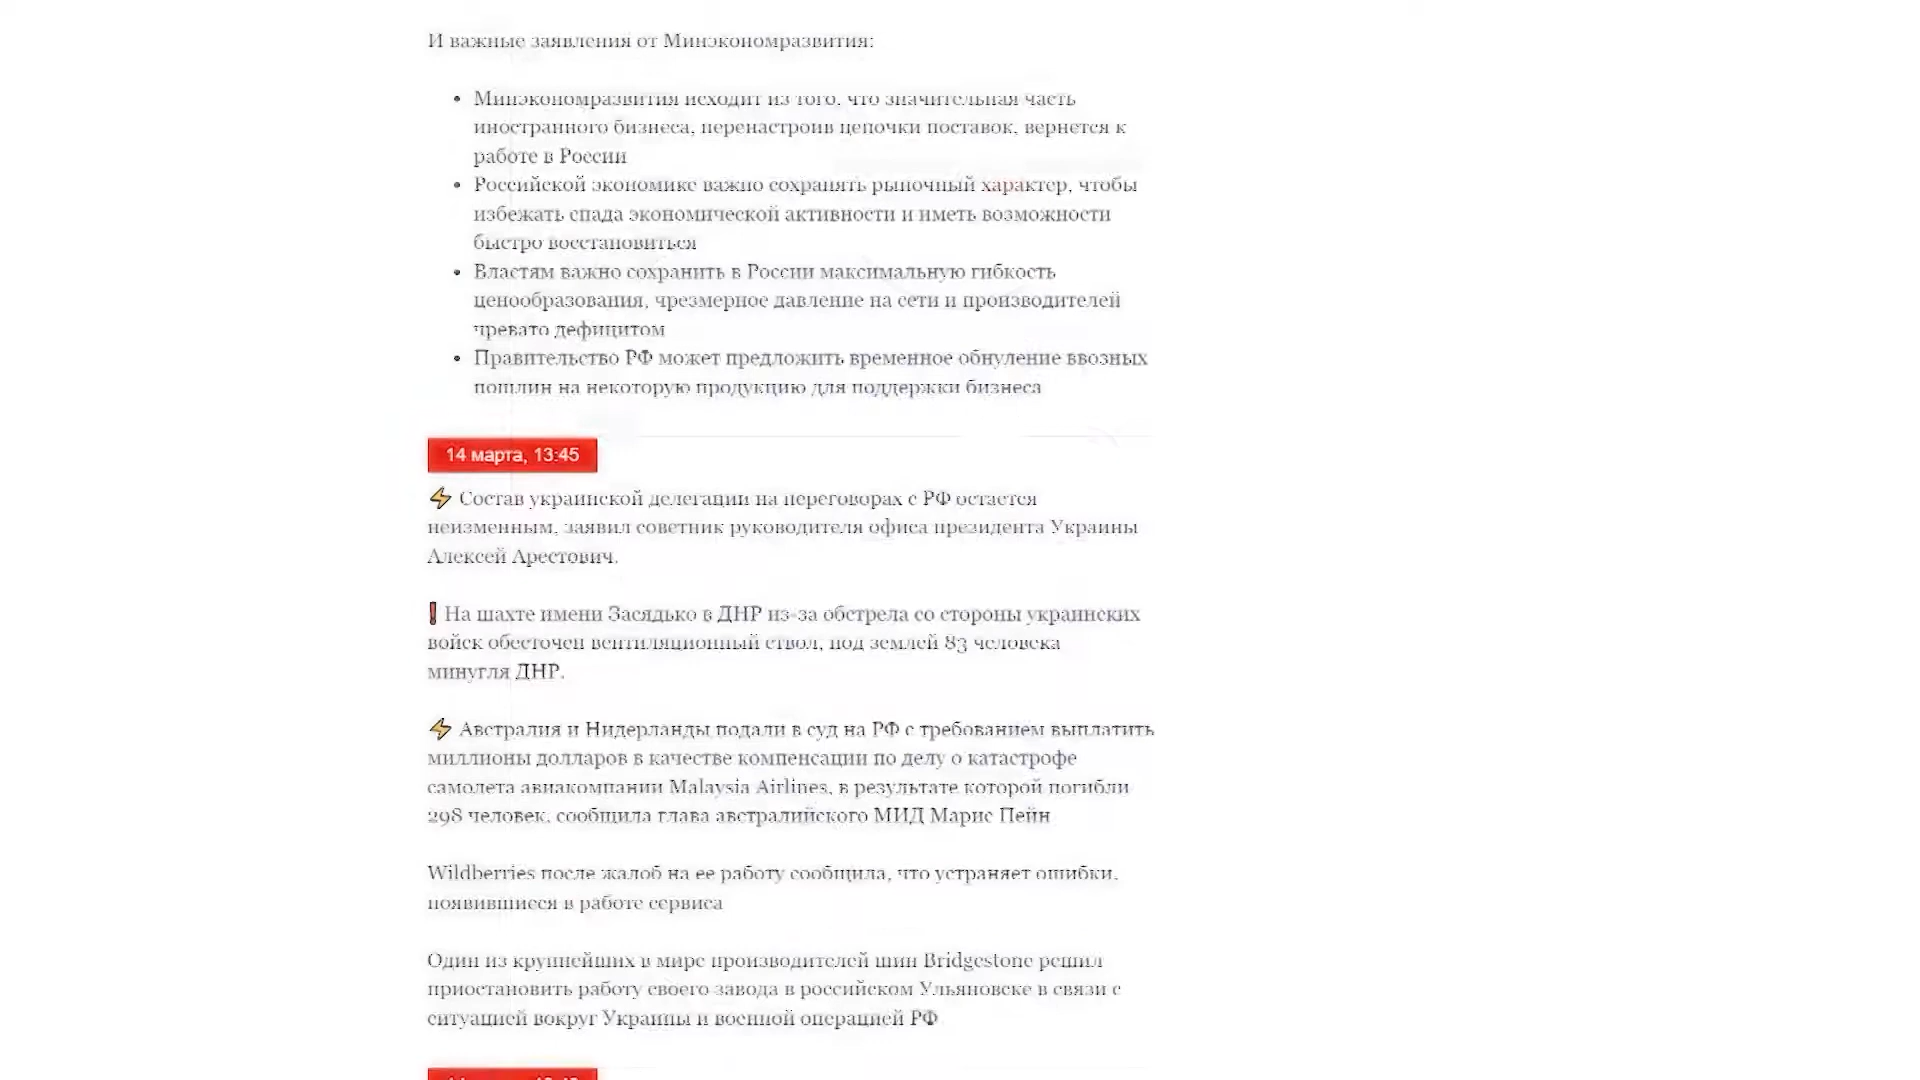 И важные заявления от Минэкономразвития:
Минэкономразвития исходит из того, что значительная часть
иностранного бизнеса, перенастроив цепочки поставок, вернется к
работе в России
Российской экономике важно сохранять рыночный характер, чтобы
избежать спада экономической активности и иметь возможности
быстро восстановиться
Властям важно сохранить в России максимальную гибкость
ценообразования, чрезмерное давление на сети и производителей
чревато дефицитом
Правительство РФ может предложить временное обнуление ввозных
пошлин на некоторую продукцию для поддержки бизнеса
14 марта, 13:45
⚡ Состав украинской делегации на переговорах с РФ остается
неизменным, заявил советник руководителя офиса президента Украины
Алексей Арестович.
❗ На шахте имени Засядько в ДНР из-за обстрела со стороны украинских
войск обесточен вентиляционный ствол, под землей 83 человека
минугля ДНР.
⚡ Австралия и Нидерланды подали в суд на РФ с требованием выплатить
миллионы долларов в качестве компенсации по делу о катастрофе
самолета авиакомпании Malaysia Airlines, в результате которой погибли
298 человек, сообщила глава австралийского МИД Марис Пейн
Wildberries после жалоб на ее работу сообщила, что устраняет ошибки,
появившиеся в работе сервиса
Один из крупнейших в мире производителей шин Bridgestone решил
приостановить работу своего завода в российском Ульяновске в связи с
ситуацией вокруг Украины и военной операцией РФ